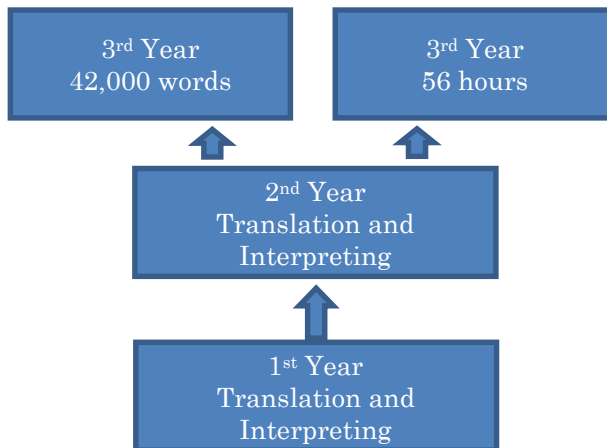 3rd Year
42,000 words
3rd Year
56 hours
2nd Year
Translation and
Interpreting
1st Year
Translation and
Interpreting